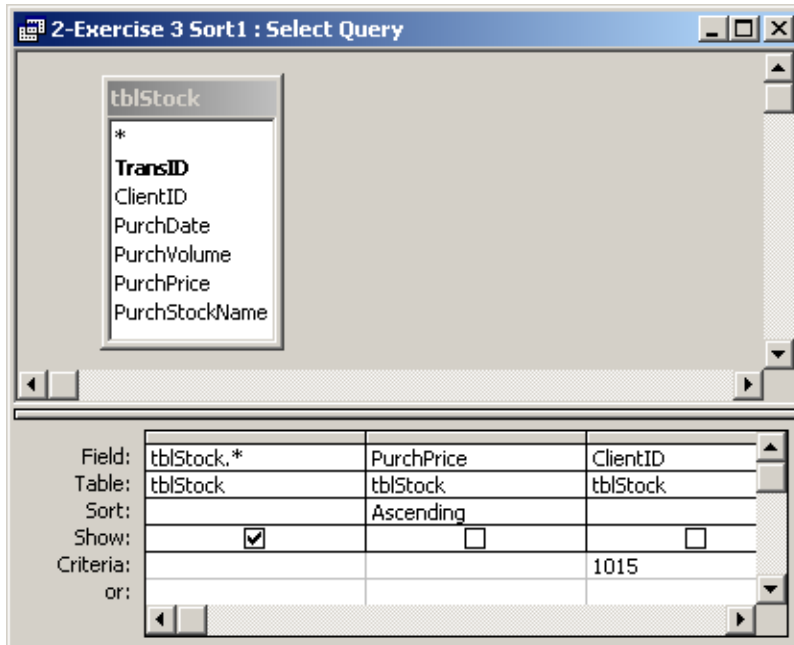 2-Exercise 3 Sort1 : Select Query
tblStock
*
TransID
ClientID
PurchDate
PurchVolume
PurchPrice
PurchStockName
Field: tblStock.* PurchPrice ClientID
Table: tblStock tblStock tblStock
Sort: Ascending
Show:
Criteria: 1015
or: